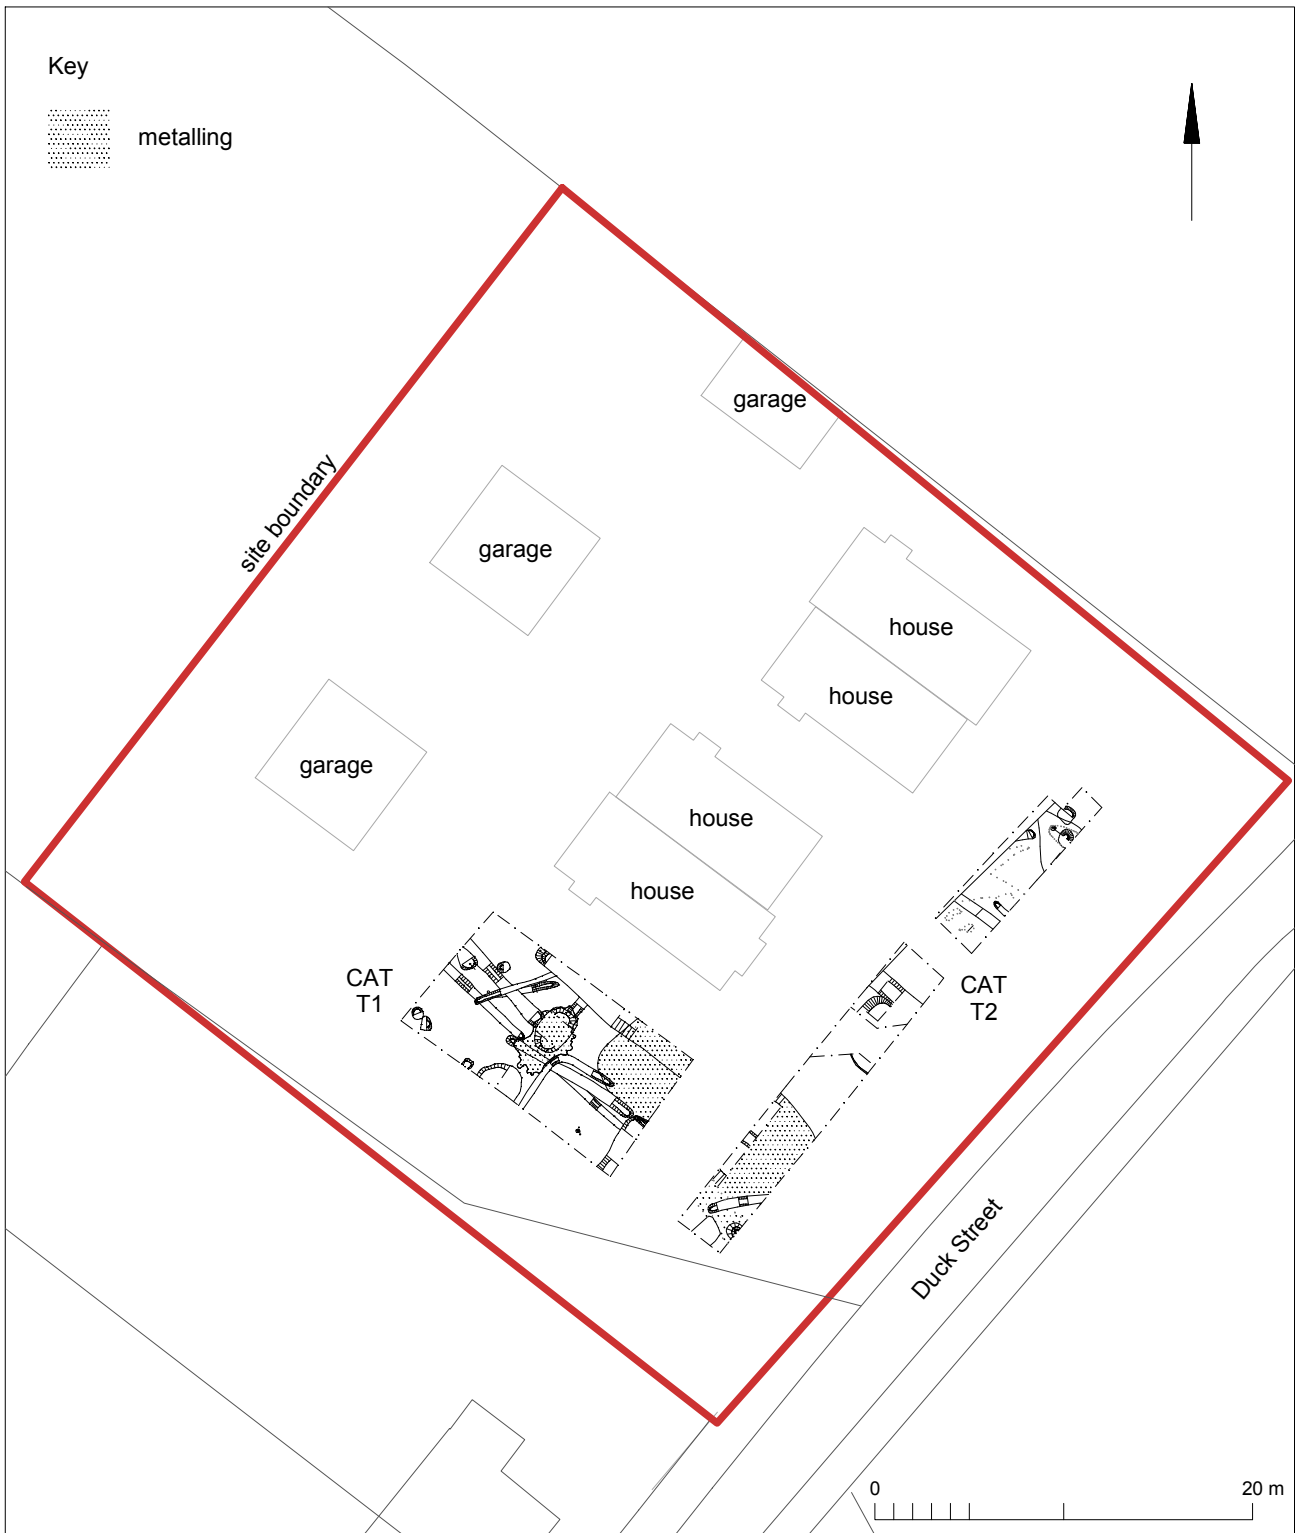 Key
metalling
garage
site boundary
garage
house
house
garage
house
house
CAT
T1
CAT
T2
Duck Street
0
20 m